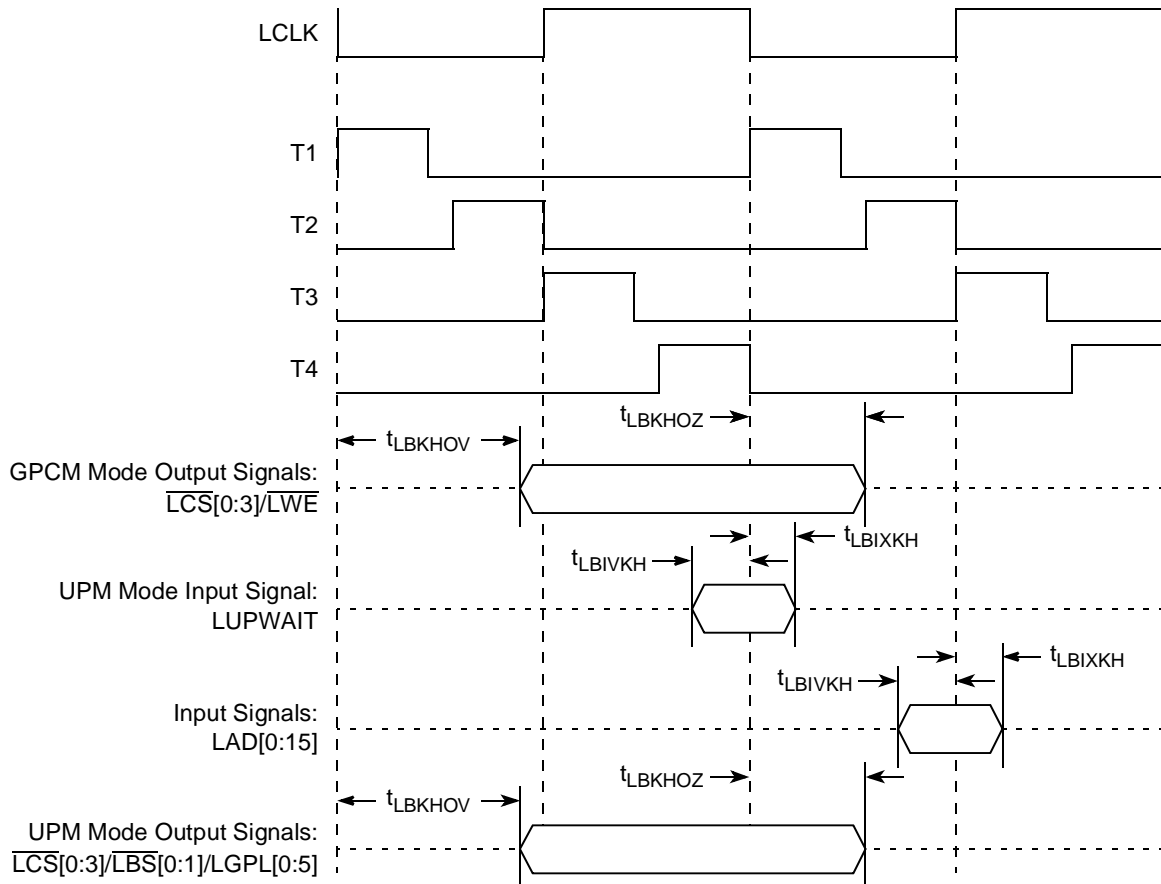 LCLK
T1
T2
T3
T4
tLBKHOZ
tLBKHOV
GPCM Mode Output Signals:
LCS[0:3]/LWE
tLBIXKH
tLBIVKH
UPM Mode Input Signal:
LUPWAIT
tLBIXKH
tLBIVKH
Input Signals:
LAD[0:15]
tLBKHOZ
tLBKHOV
UPM Mode Output Signals:
LCS[0:3]/LBS[0:1]/LGPL[0:5]